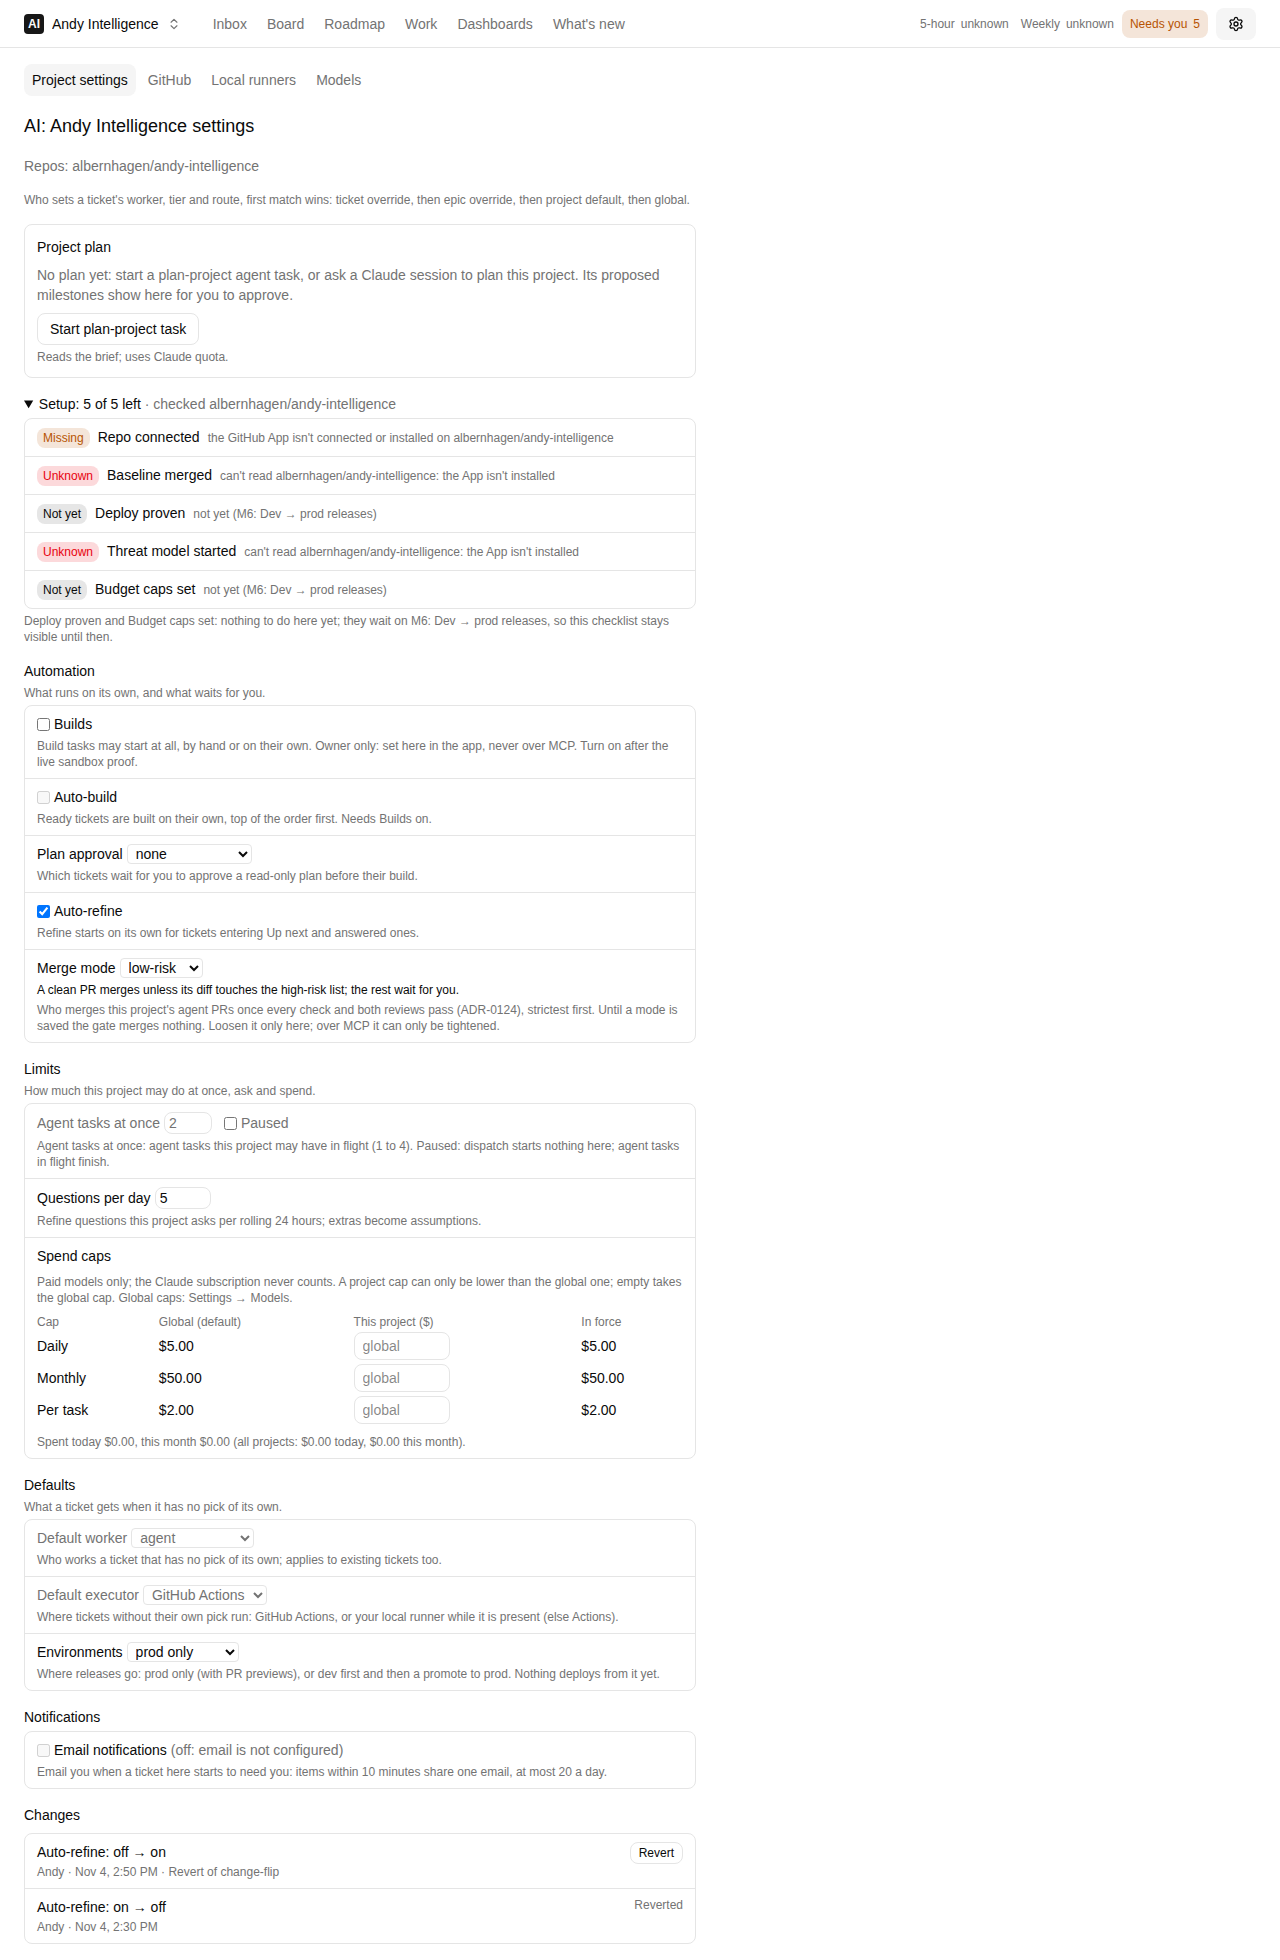 AI Andy Intelligence Inbox Board Roadmap Work Dashboards What's new 5-hour unknown Weekly unknown Needs you 5
Project settings GitHub Local runners Models
AI: Andy Intelligence settings
Repos: albernhagen/andy-intelligence
Who sets a ticket's worker, tier and route, first match wins: ticket override, then epic override, then project default, then global.
Project plan
No plan yet: start a plan-project agent task, or ask a Claude session to plan this project. Its proposed
milestones show here for you to approve.
Start plan-project task
Reads the brief; uses Claude quota.
Setup: 5 of 5 left · checked albernhagen/andy-intelligence
Missing Repo connected the GitHub App isn't connected or installed on albernhagen/andy-intelligence
Unknown Baseline merged can't read albernhagen/andy-intelligence: the App isn't installed
Not yet Deploy proven not yet (M6: Dev → prod releases)
Unknown Threat model started can't read albernhagen/andy-intelligence: the App isn't installed
Not yet Budget caps set not yet (M6: Dev → prod releases)
Deploy proven and Budget caps set: nothing to do here yet; they wait on M6: Dev → prod releases, so this checklist stays
visible until then.
Automation
What runs on its own, and what waits for you.
Builds
Build tasks may start at all, by hand or on their own. Owner only: set here in the app, never over MCP. Turn on after the
live sandbox proof.
Auto-build
Ready tickets are built on their own, top of the order first. Needs Builds on.
Plan approval none
Which tickets wait for you to approve a read-only plan before their build.
Auto-refine
Refine starts on its own for tickets entering Up next and answered ones.
Merge mode low-risk
A clean PR merges unless its diff touches the high-risk list; the rest wait for you.
Who merges this project's agent PRs once every check and both reviews pass (ADR-0124), strictest first. Until a mode is
saved the gate merges nothing. Loosen it only here; over MCP it can only be tightened.
Limits
How much this project may do at once, ask and spend.
Agent tasks at once 2 Paused
Agent tasks at once: agent tasks this project may have in flight (1 to 4). Paused: dispatch starts nothing here; agent tasks
in flight finish.
Questions per day 5
Refine questions this project asks per rolling 24 hours; extras become assumptions.
Spend caps
Paid models only; the Claude subscription never counts. A project cap can only be lower than the global one; empty takes
the global cap. Global caps: Settings → Models.
Cap Global (default) This project ($) In force
Daily $5.00 global $5.00
Monthly $50.00 global $50.00
Per task $2.00 global $2.00
Spent today $0.00, this month $0.00 (all projects: $0.00 today, $0.00 this month).
Defaults
What a ticket gets when it has no pick of its own.
Default worker agent
Who works a ticket that has no pick of its own; applies to existing tickets too.
Default executor GitHub Actions
Where tickets without their own pick run: GitHub Actions, or your local runner while it is present (else Actions).
Environments prod only
Where releases go: prod only (with PR previews), or dev first and then a promote to prod. Nothing deploys from it yet.
Notifications
Email notifications (off: email is not configured)
Email you when a ticket here starts to need you: items within 10 minutes share one email, at most 20 a day.
Changes
Auto-refine: off → on Revert
Andy · Nov 4, 2:50 PM · Revert of change-flip
Auto-refine: on → off Reverted
Andy · Nov 4, 2:30 PM